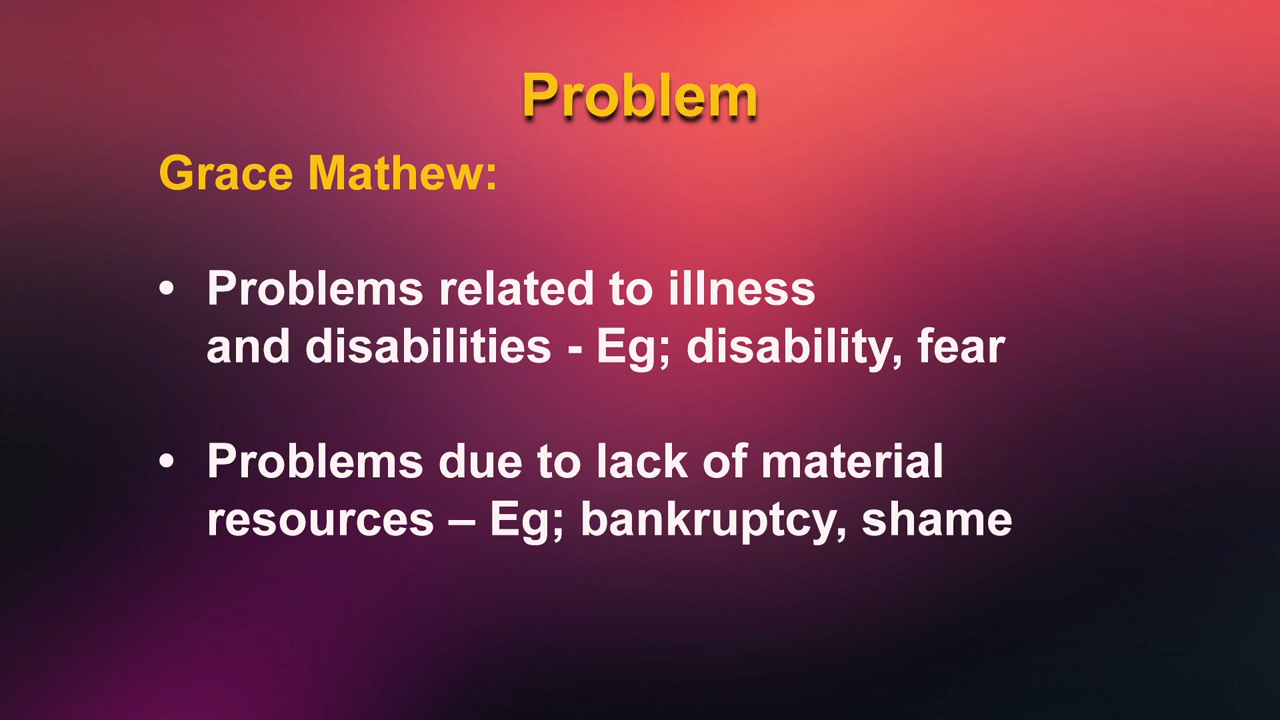 Problem
Grace Mathew:
• Problems related to illness
and disabilities - Eg; disability, fear
• Problems due to lack of material
resources – Eg; bankruptcy, shame